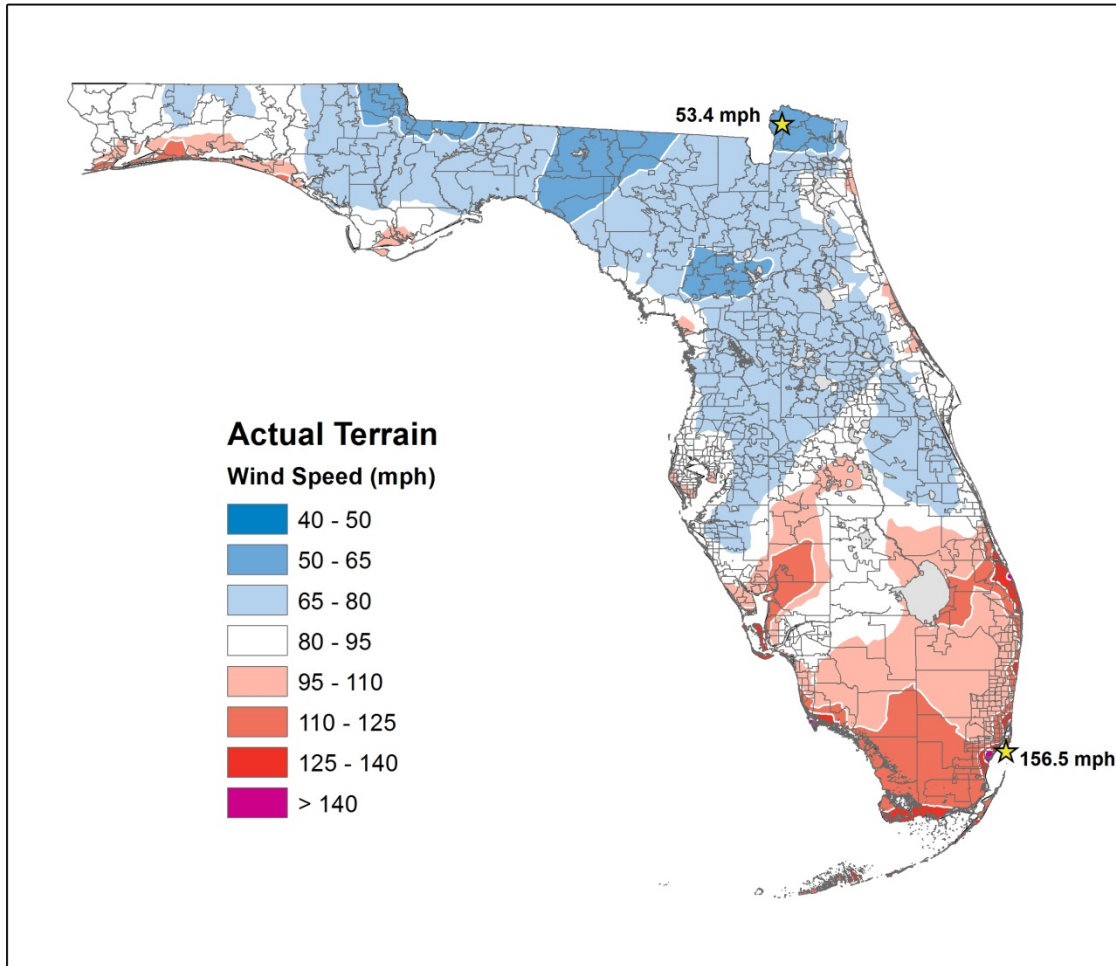 53.4 mph
Actual Terrain
Wind Speed (mph)
40 - 50
50 - 65
65 - 80
80 - 95
95 - 110
110 - 125
125 - 140
> 140
156.5 mph